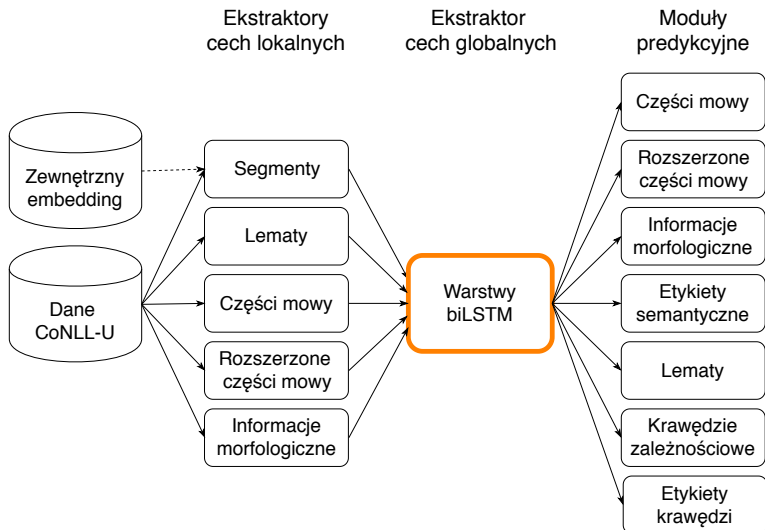 Ekstraktory
cech lokalnych
Ekstraktor
cech globalnych
Moduły
predykcyjne
Zewnętrzny
embedding
Dane
CoNLL-U
Segmenty
Lematy
Części mowy
Rozszerzone
części mowy
Informacje
morfologiczne
Warstwy
biLSTM
Części mowy
Rozszerzone
części mowy
Informacje
morfologiczne
Etykiety
semantyczne
Lematy
Krawędzie
zależnościowe
Etykiety
krawędzi